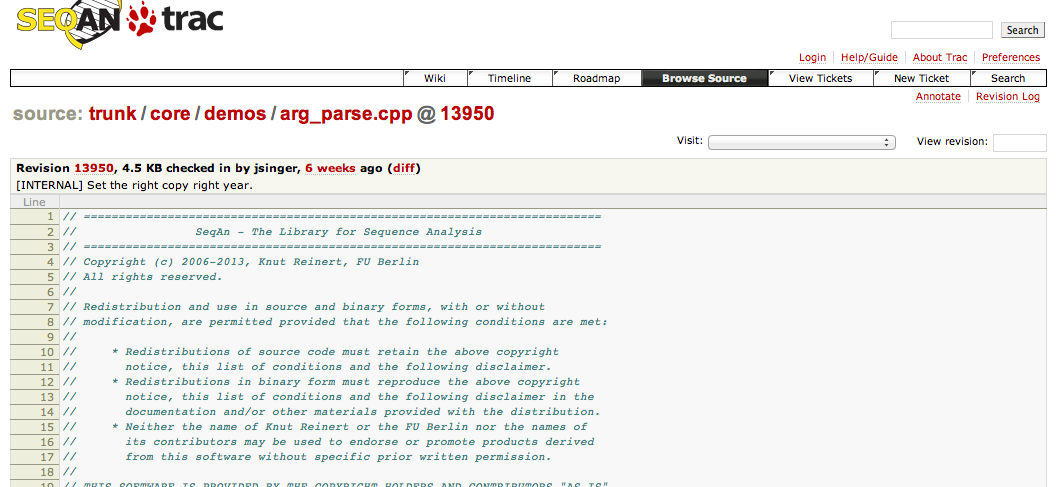 SEQAN trac
Search
Login Help/Guide About Trac Preferences
Wiki Timeline Roadmap Browse Source View Tickets New Ticket Search
Annotate Revision Log
source: trunk / core / demos / arg_parse.cpp @ 13950
Visit: View revision:
Revision 13950, 4.5 KB checked in by jsinger, 6 weeks ago (diff)
[INTERNAL] Set the right copy right year.
Line
1 // ==========================================================================
2 // SeqAn - The Library for Sequence Analysis
3 // ==========================================================================
4 // Copyright (c) 2006-2013, Knut Reinert, FU Berlin
5 // All rights reserved.
6 //
7 // Redistribution and use in source and binary forms, with or without
8 // modification, are permitted provided that the following conditions are met:
9 //
10 // * Redistributions of source code must retain the above copyright
11 // notice, this list of conditions and the following disclaimer.
12 // * Redistributions in binary form must reproduce the above copyright
13 // notice, this list of conditions and the following disclaimer in the
14 // documentation and/or other materials provided with the distribution.
15 // * Neither the name of Knut Reinert or the FU Berlin nor the names of
16 // its contributors may be used to endorse or promote products derived
17 // from this software without specific prior written permission.
18 //
19 // THIS SOFTWARE IS PROVIDED BY THE COPYRIGHT HOLDERS AND CONTRIBUTORS "AS IS"